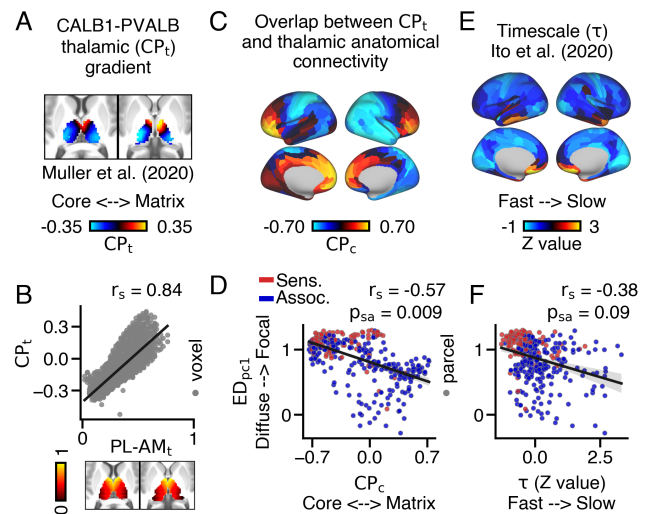 A
CALB1-PVALB
thalamic (CPt)
gradient
Muller et al. (2020)
Core <--> Matrix
-0.35 0.35
CPt
B
rs = 0.84
CPt
0.3
0.0
−0.3
voxel
0 1
PL-AMt
0 1
C
Overlap between CPt
and thalamic anatomical
connectivity
-0.70 0.70
CPc
D
Sens.
Assoc.
rs = -0.57
psa = 0.009
EDpc1
Diffuse --> Focal
1
0
parcel
−0.7 0.0 0.7
CPc
Core <--> Matrix
E
Timescale (τ)
Ito et al. (2020)
Fast --> Slow
-1 3
Z value
F
rs = -0.38
psa = 0.09
1
0
0.0 2.5
τ (Z value)
Fast --> Slow